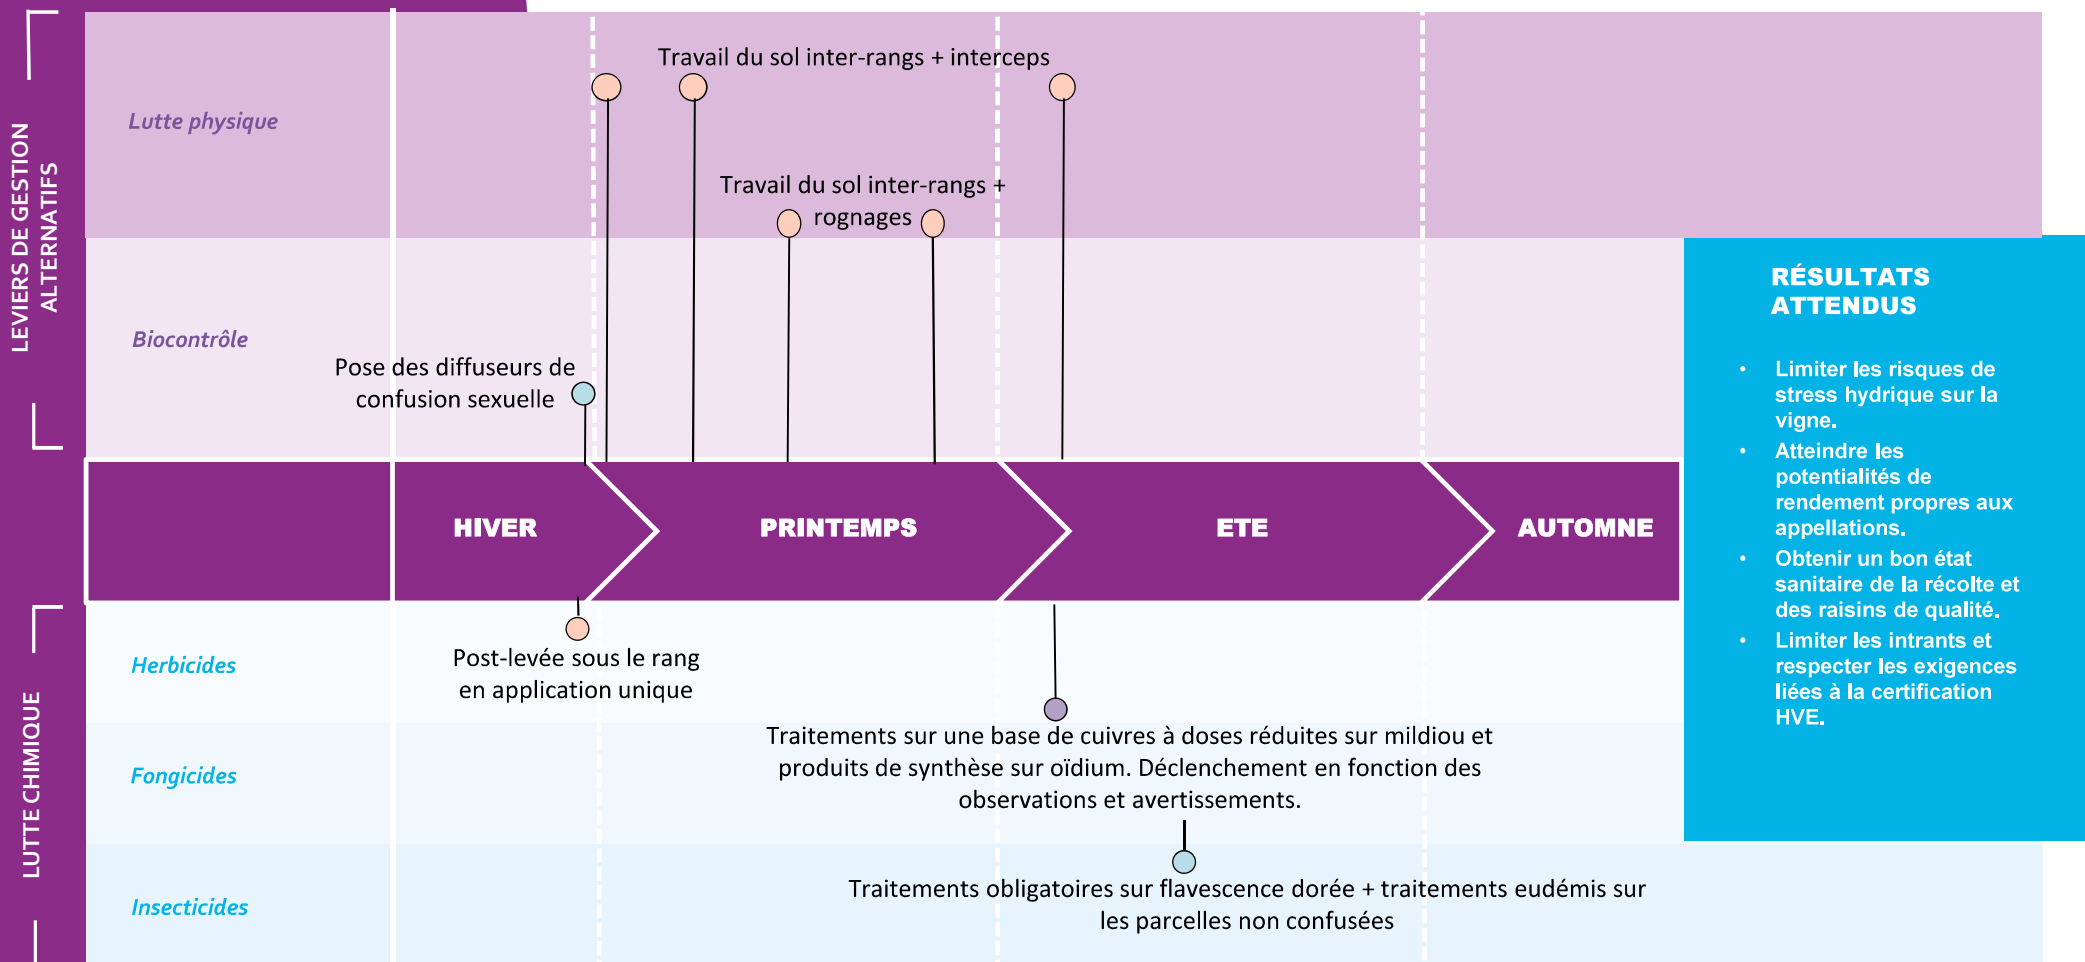 LEVIERS DE GESTION
ALTERNATIFS
Lutte physique
Travail du sol inter-rangs + interceps
Travail du sol inter-rangs +
rognages
Biocontrôle
Pose des diffuseurs de
confusion sexuelle
HIVER
PRINTEMPS
ETE
AUTOMNE
LUTTE CHIMIQUE
Herbicides
Post-levée sous le rang
en application unique
Fongicides
Traitements sur une base de cuivres à doses réduites sur mildiou et
produits de synthèse sur oïdium. Déclenchement en fonction des
observations et avertissements.
Insecticides
Traitements obligatoires sur flavescence dorée + traitements eudémis sur
les parcelles non confusées
RÉSULTATS
ATTENDUS
• Limiter les risques de
stress hydrique sur la
vigne.
• Atteindre les
potentialités de
rendement propres aux
appellations.
• Obtenir un bon état
sanitaire de la récolte et
des raisins de qualité.
• Limiter les intrants et
respecter les exigences
liées à la certification
HVE.